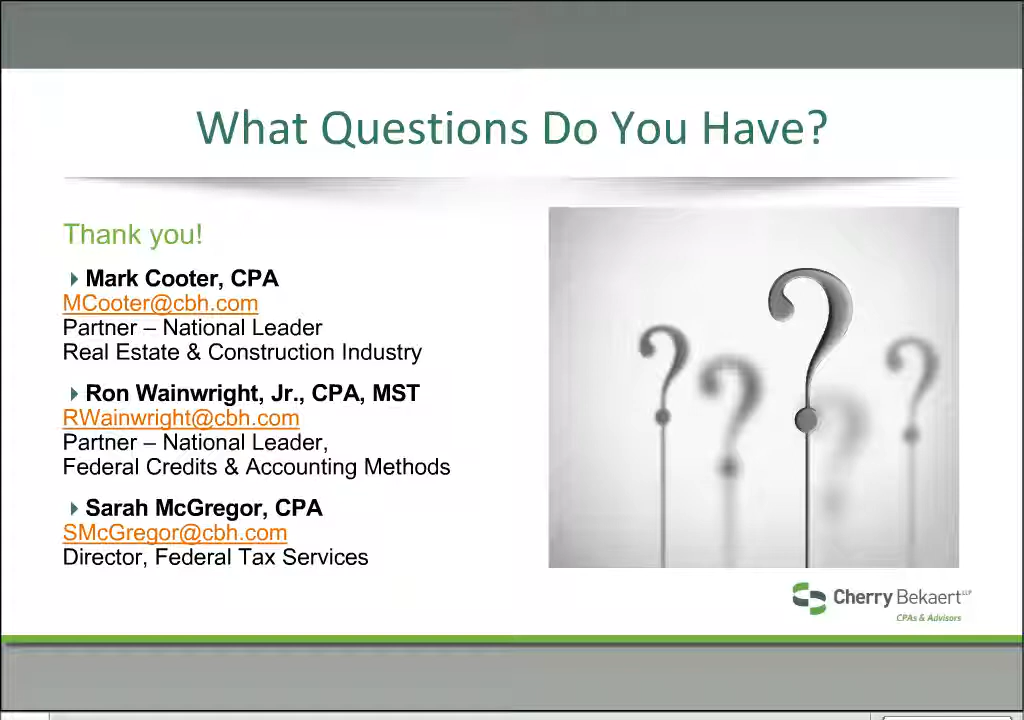 What Questions Do You Have?
Thank you!
Mark Cooter, CPA
MCooter@cbh.com
Partner – National Leader
Real Estate & Construction Industry
Ron Wainwright, Jr., CPA, MST
RWainwright@cbh.com
Partner – National Leader,
Federal Credits & Accounting Methods
Sarah McGregor, CPA
SMcGregor@cbh.com
Director, Federal Tax Services
Cherry Bekaert LLP
CPAs & Advisors